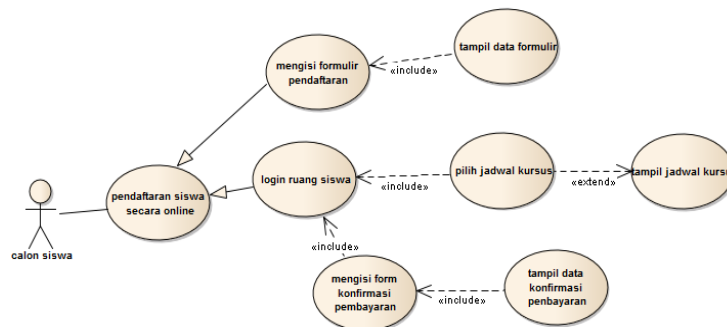 tampil data formulir
mengisi formulir
pendaftaran
«include»
login ruang siswa
pilih jadwal kursus
tampil jadwal kursu
«include»
«extend»
pendaftaran siswa
secara online
calon siswa
«include»
mengisi form
konfirmasi
pembayaran
tampil data
konfirmasi
penbayaran
«include»